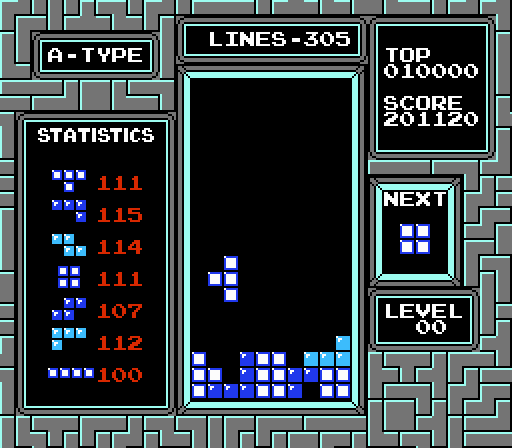 LINES-305
A-TYPE
TOP
010000
SCORE
201120
STATISTICS
111
115
114
111
107
112
100
NEXT
LEVEL
00